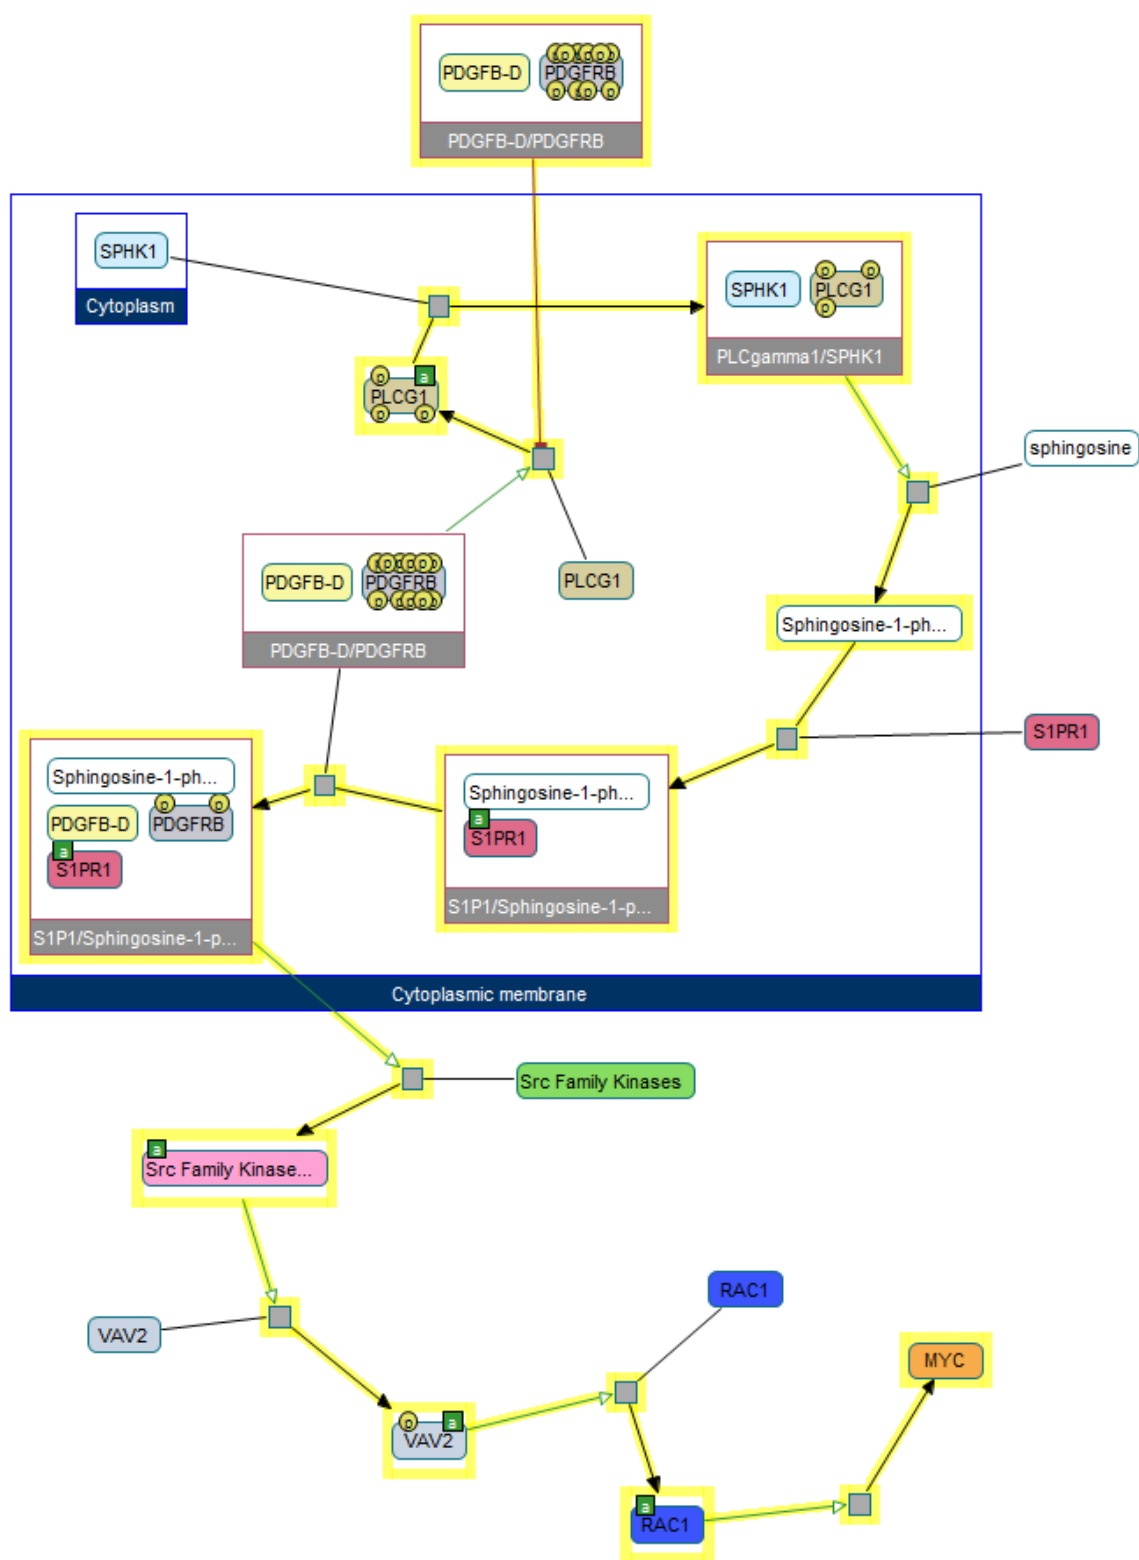 PDGFB-D
PDGFRB
PDGFB-D/PDGFRB
SPHK1
Cytoplasm
SPHK1
PLCG1
p
p
p
PLCgamma1/SPHK1
p
a
PLCG1
p
p
sphingosine
PDGFB-D
PDGFRB
PDGFB-D/PDGFRB
PLCG1
Sphingosine-1-ph...
S1PR1
Sphingosine-1-ph...
p
p
PDGFB-D
PDGFRB
a
S1PR1
S1P1/Sphingosine-1-p...
Sphingosine-1-ph...
a
S1PR1
S1P1/Sphingosine-1-p...
Cytoplasmic membrane
Src Family Kinases
a
Src Family Kinase...
VAV2
RAC1
MYC
p
a
VAV2
a
RAC1